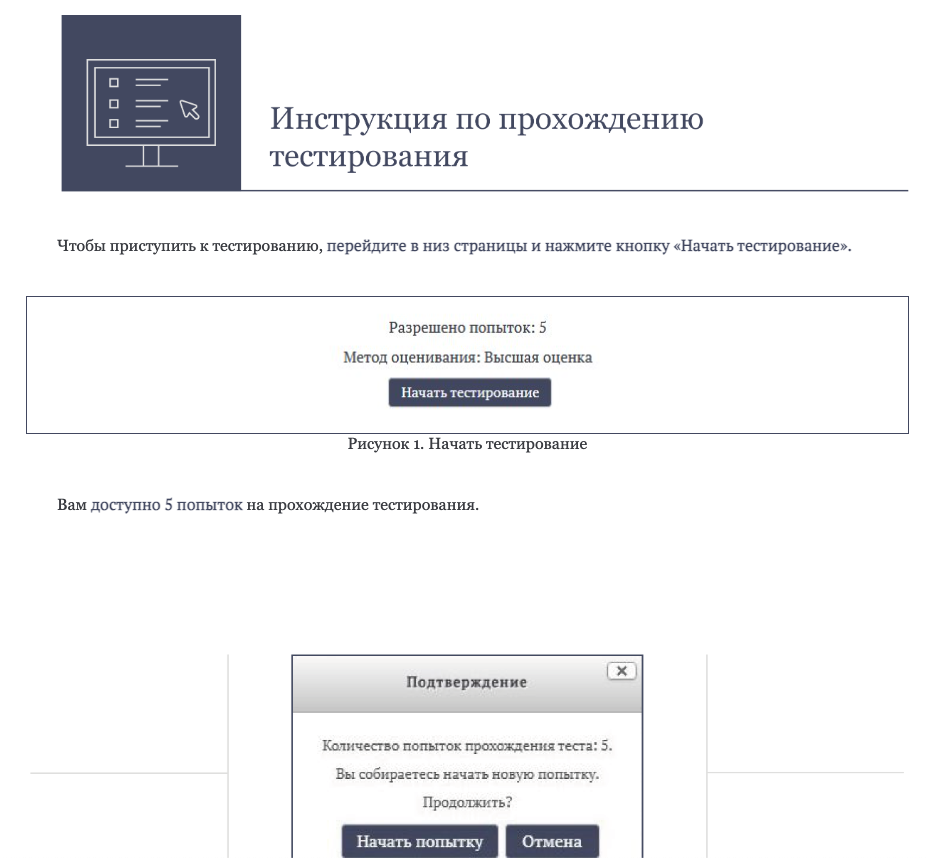 Инструкция по прохождению
тестирования
Чтобы приступить к тестированию, перейдите в низ страницы и нажмите кнопку «Начать тестирование».
Разрешено попыток: 5
Метод оценивания: Высшая оценка
Начать тестирование
Рисунок 1. Начать тестирование
Вам доступно 5 попыток на прохождение тестирования.
Подтверждение
Количество попыток прохождения теста: 5.
Вы собираетесь начать новую попытку.
Продолжить?
Начать попытку Отмена